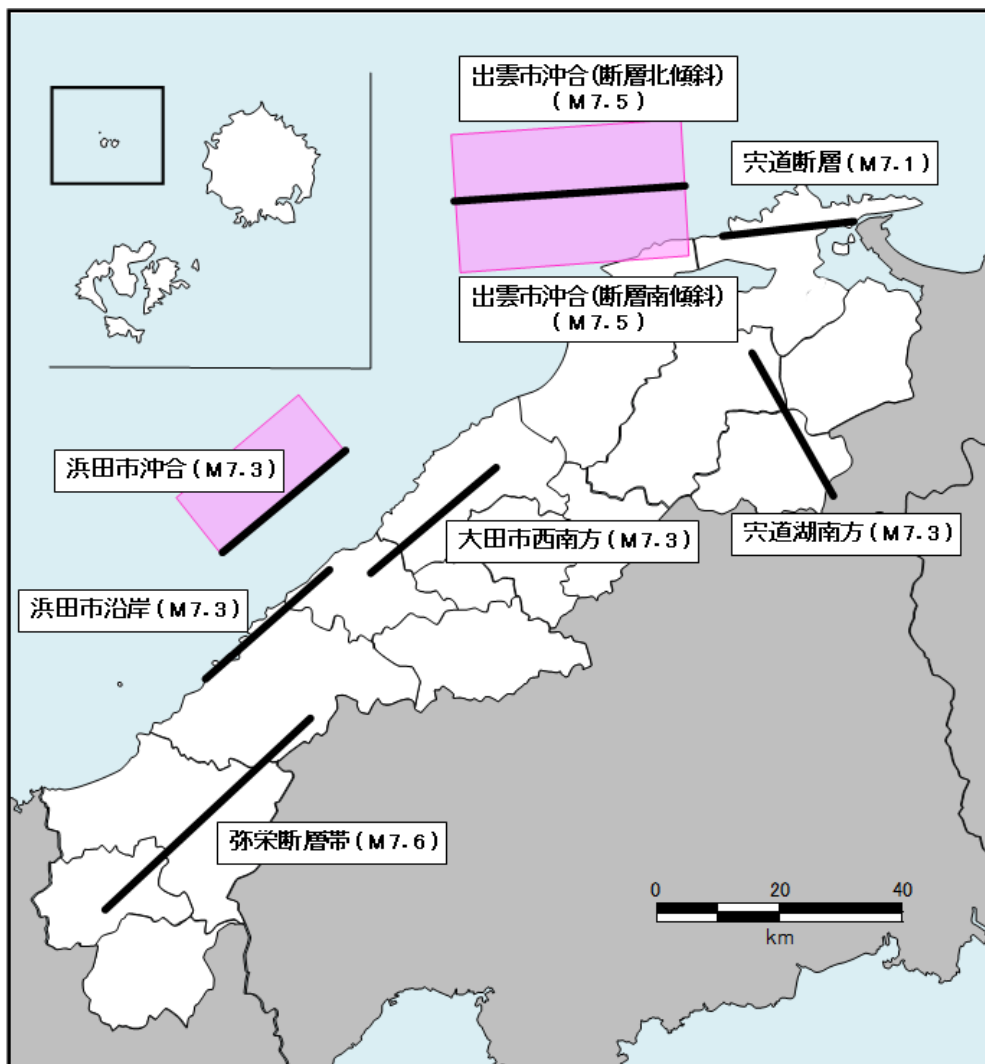 出雲市沖合(断層北傾斜)
(M7.5)
宍道断層(M7.1)
出雲市沖合(断層南傾斜)
(M7.5)
浜田市沖合(M7.3)
大田市西南方(M7.3)
宍道湖南方(M7.3)
浜田市沿岸(M7.3)
弥栄断層帯(M7.6)
0 20 40
km